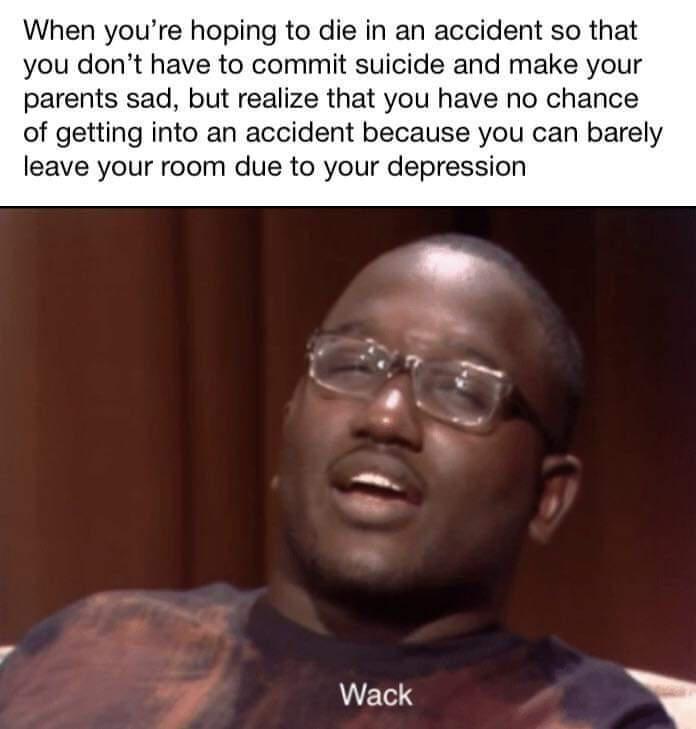 When you’re hoping to die in an accident so that
you don’t have to commit suicide and make your
parents sad, but realize that you have no chance
of getting into an accident because you can barely
leave your room due to your depression
Wack